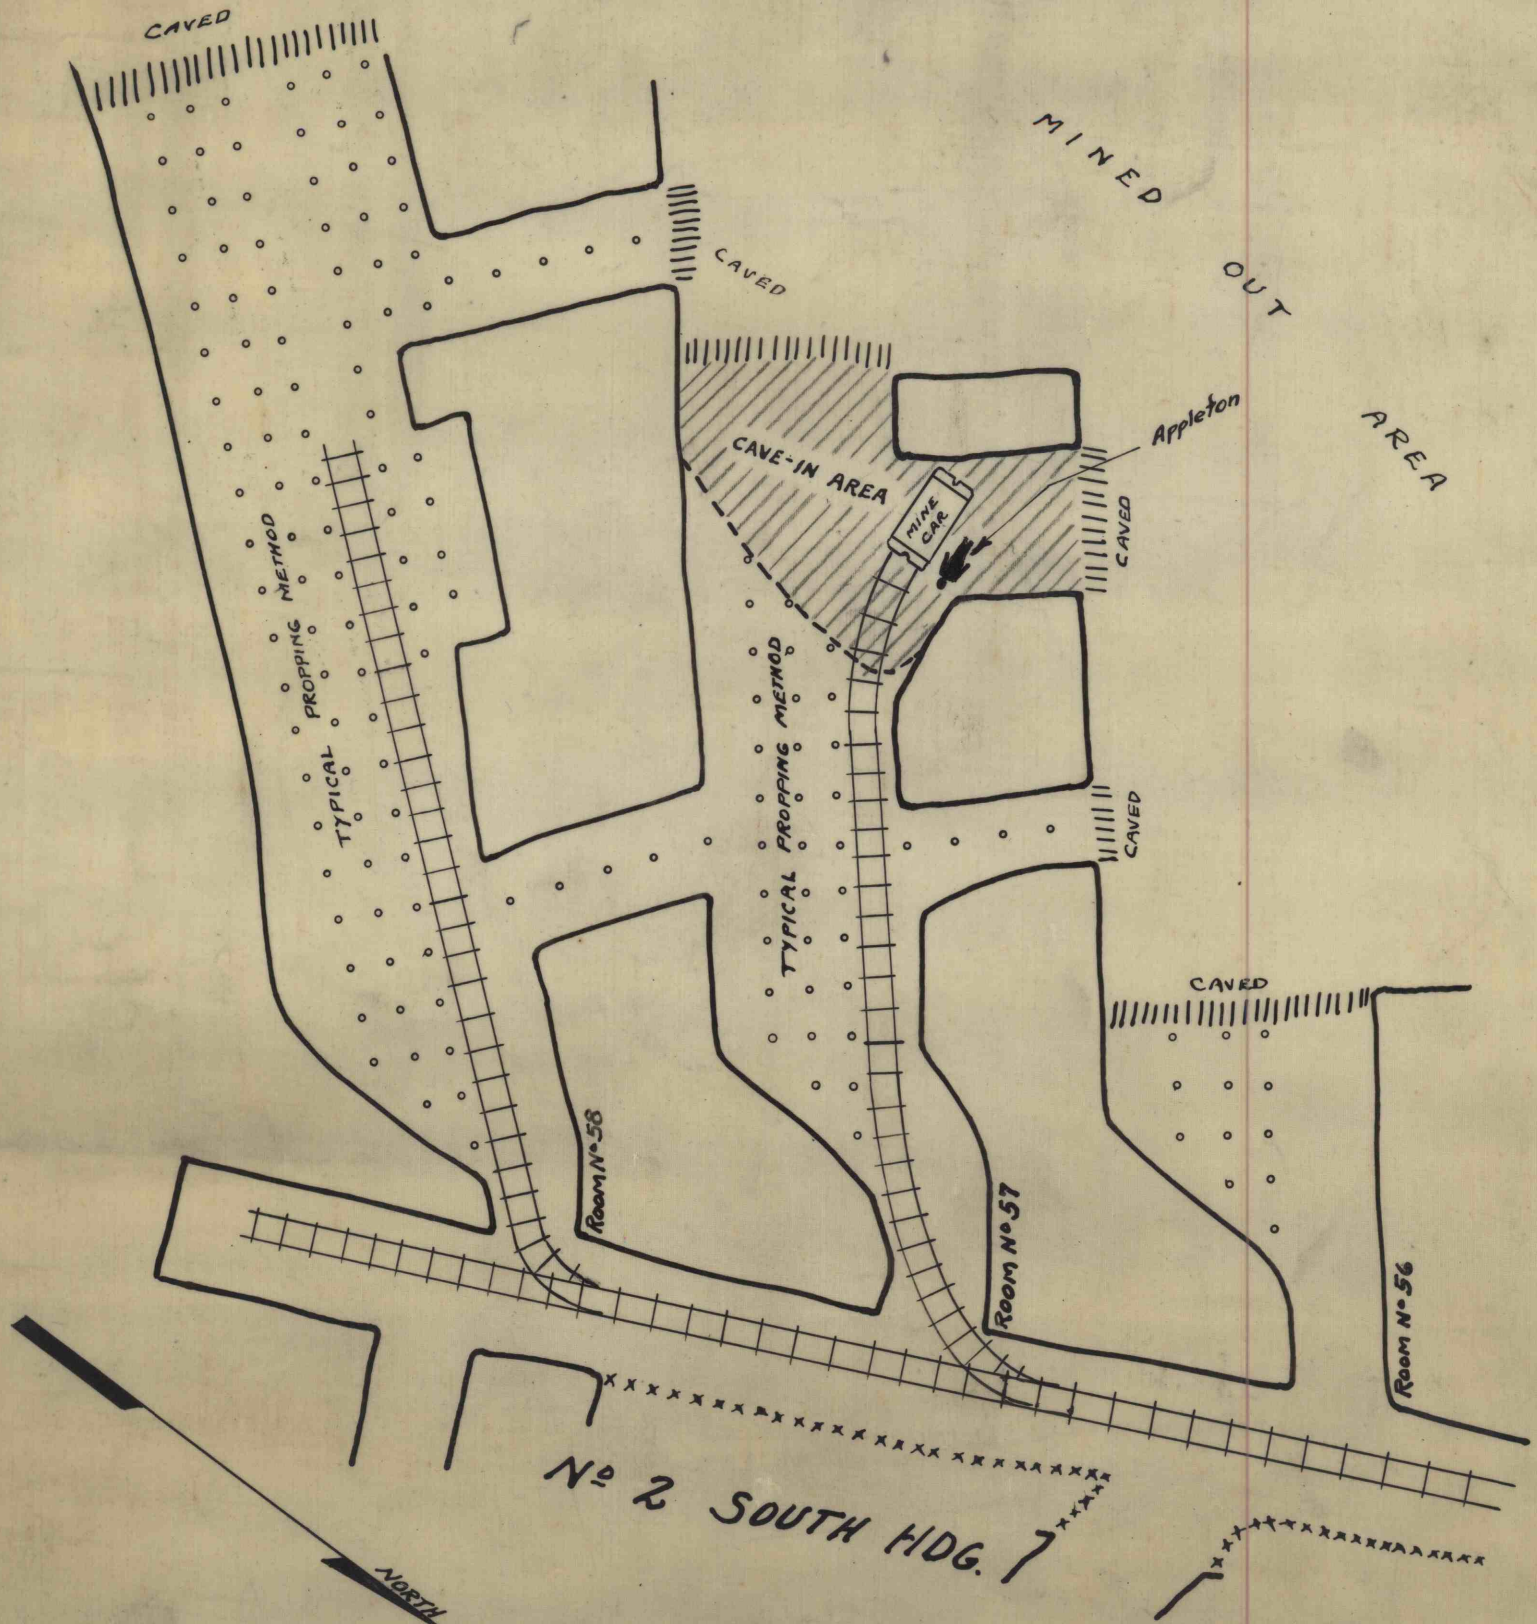 CAVED
MINED
OUT
AREA
CAVED
Appleton
CAVE-IN AREA
MINE
CAR
CAVED
TYPICAL PROPPING METHOD
TYPICAL PROPPING METHOD
CAVED
CAVED
ROOM Nº 58
ROOM Nº 57
ROOM Nº 56
Nº 2 SOUTH HDG.
NORTH